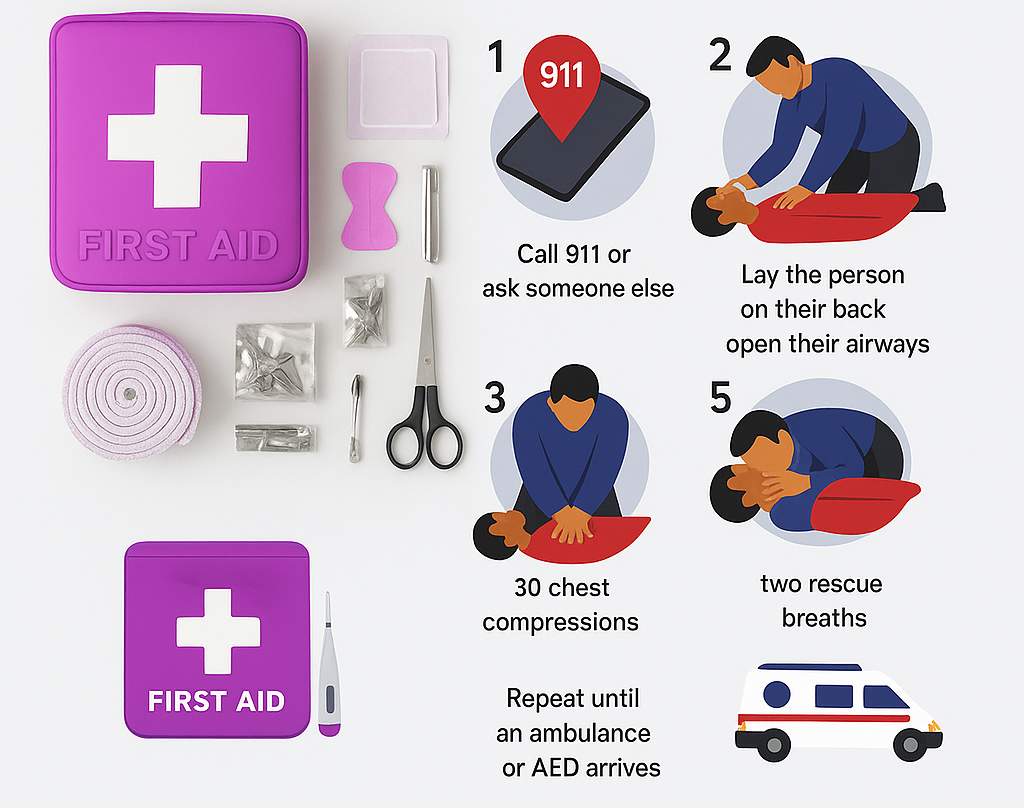 FIRST AID
1
911
Call 911 or
ask someone else
2
Lay the person
on their back
open their airways
3
30 chest
compressions
5
two rescue
breaths
FIRST AID
Repeat until
an ambulance
or AED arrives